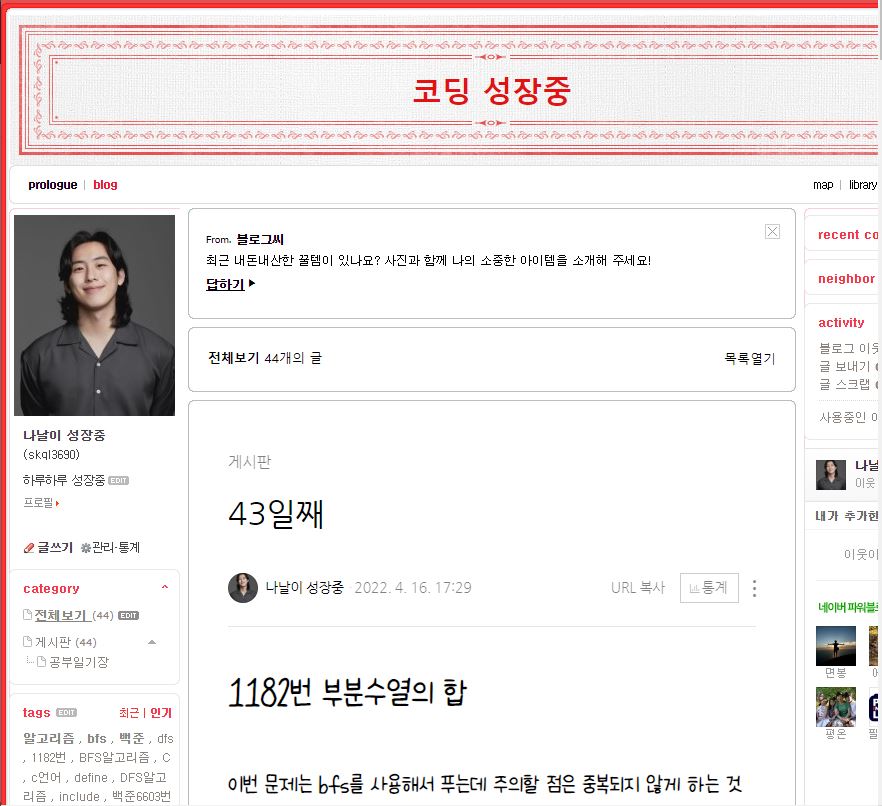 코딩 성장중
prologue | blog
map | library
From. 블로그씨
최근 내돈내산한 꿀템이 있나요? 사진과 함께 나의 소중한 아이템을 소개해 주세요!
답하기
전체보기 44개의 글
목록열기
게시판
43일째
나날이 성장중 2022. 4. 16. 17:29
URL 복사
통계
1182번 부분수열의 합
이번 문제는 bfs를 사용해서 푸는데 주의할 점은 중복되지 않게 하는 것
나날이 성장중
(skql3690)
하루하루 성장중 EDIT
프로필
글쓰기 관리·통계
category
전체보기 (44) EDIT
게시판 (44)
공부일기장
tags EDIT
최근 | 인기
알고리즘 , bfs , 백준 , dfs
, 1182번 , BFS알고리즘 , C
, c언어 , define , DFS알고
리즘 , include , 백준6603번
recent co
neighbor
activity
블로그 이웃
글 보내기
글 스크랩
사용중인
나날
이웃
내가 추가한
이웃
네이버 파워블로
면봉
평온